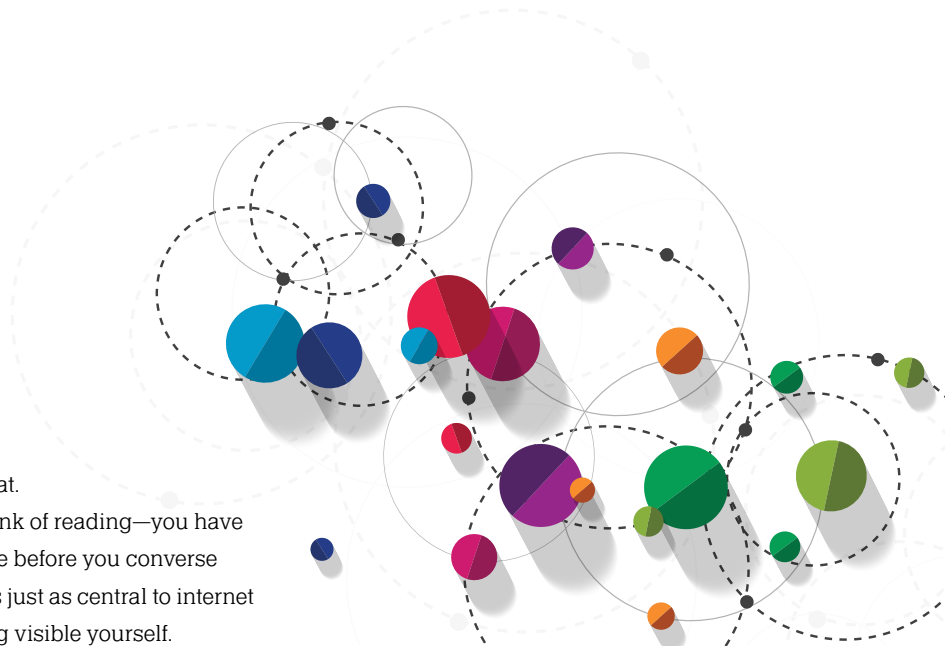 at.
nk of reading—you have
e before you converse
s just as central to internet
g visible yourself.